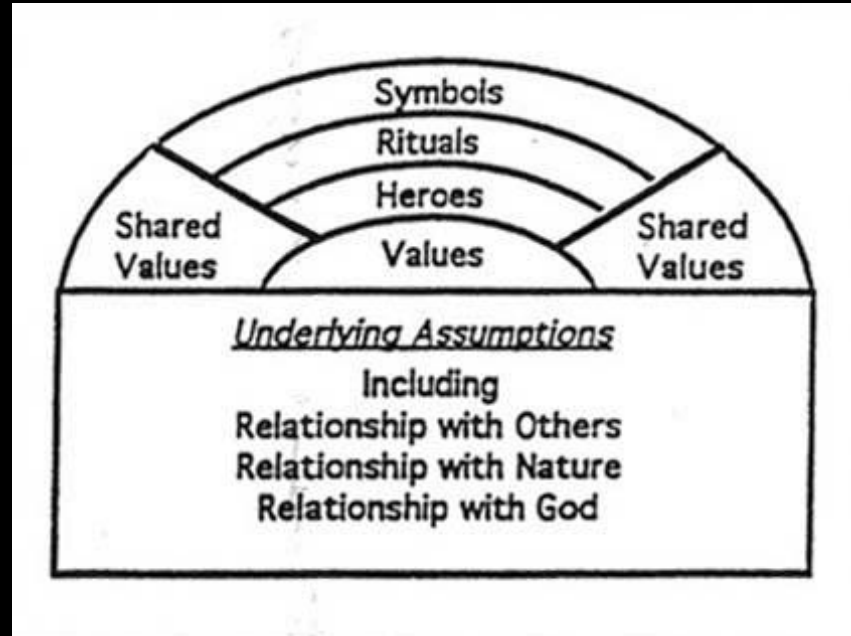 Symbols
Rituals
Heroes
Values
Shared
Values
Shared
Values
Underlying Assumptions
Including
Relationship with Others
Relationship with Nature
Relationship with God